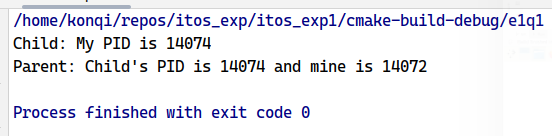 /home/konqi/repos/itos_exp/itos_exp1/cmake-build-debug/e1q1
Child: My PID is 14074
Parent: Child's PID is 14074 and mine is 14072
Process finished with exit code 0